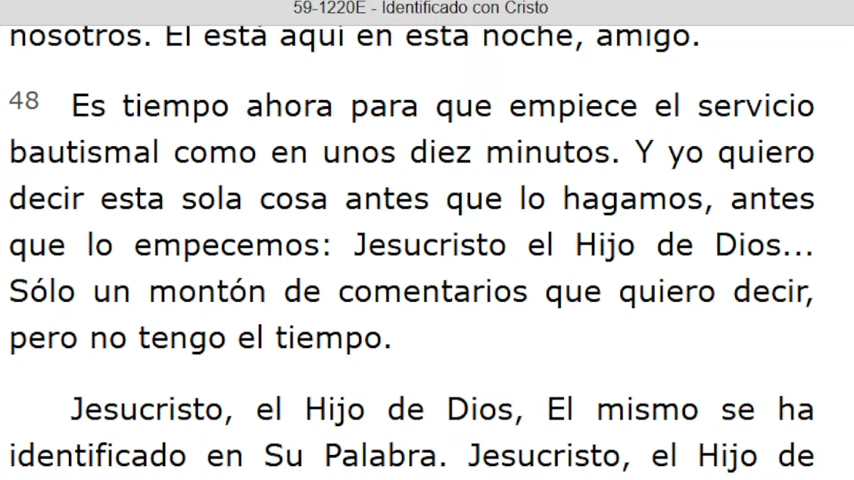 59-1220E - Identificado con Cristo
nosotros. El está aquí en esta noche, amigo.
48 Es tiempo ahora para que empiece el servicio
bautismal como en unos diez minutos. Y yo quiero
decir esta sola cosa antes que lo hagamos, antes
que lo empecemos: Jesucristo el Hijo de Dios...
Sólo un montón de comentarios que quiero decir,
pero no tengo el tiempo.
Jesucristo, el Hijo de Dios, El mismo se ha
identificado en Su Palabra. Jesucristo, el Hijo de